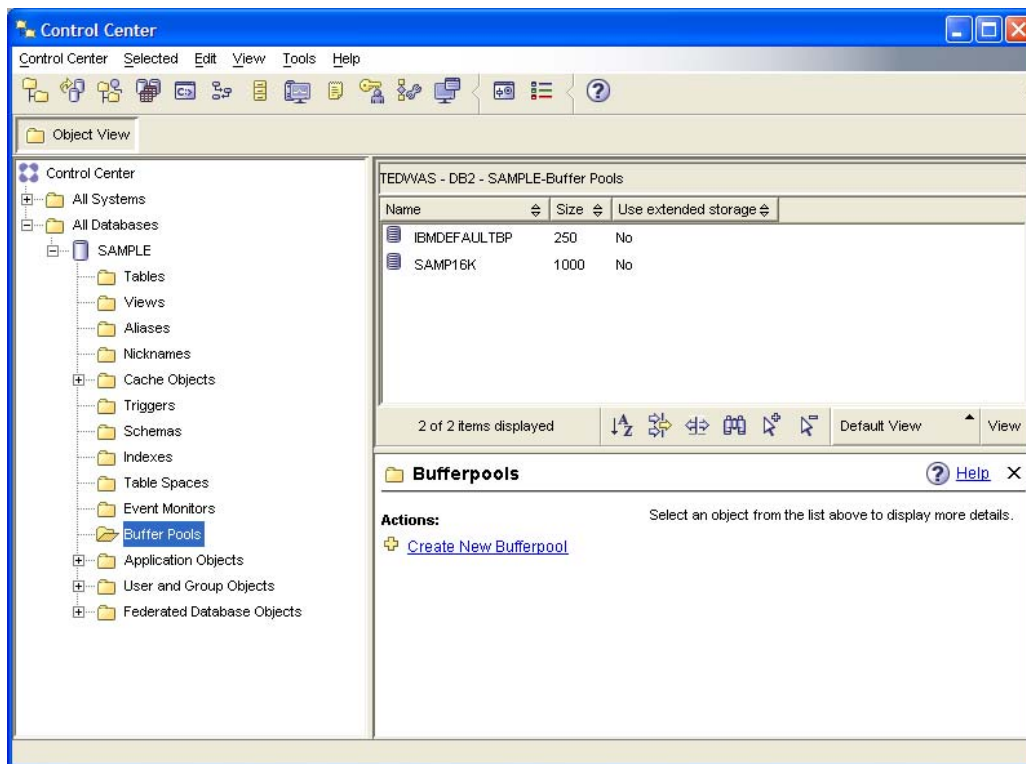 Control Center
Control Center Selected Edit View Tools Help
Object View
Control Center
All Systems
All Databases
SAMPLE
Tables
Views
Aliases
Nicknames
Cache Objects
Triggers
Schemas
Indexes
Table Spaces
Event Monitors
Buffer Pools
Application Objects
User and Group Objects
Federated Database Objects
TEDWAS - DB2 - SAMPLE-Buffer Pools
Name Size Use extended storage
IBMDEFAULTBP 250 No
SAMP16K 1000 No
2 of 2 items displayed Default View View
Bufferpools Help
Actions: Select an object from the list above to display more details.
Create New Bufferpool